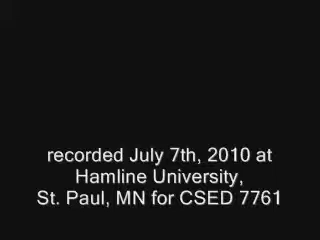 recorded July 7th, 2010 at
Hamline University,
St. Paul, MN for CSED 7761